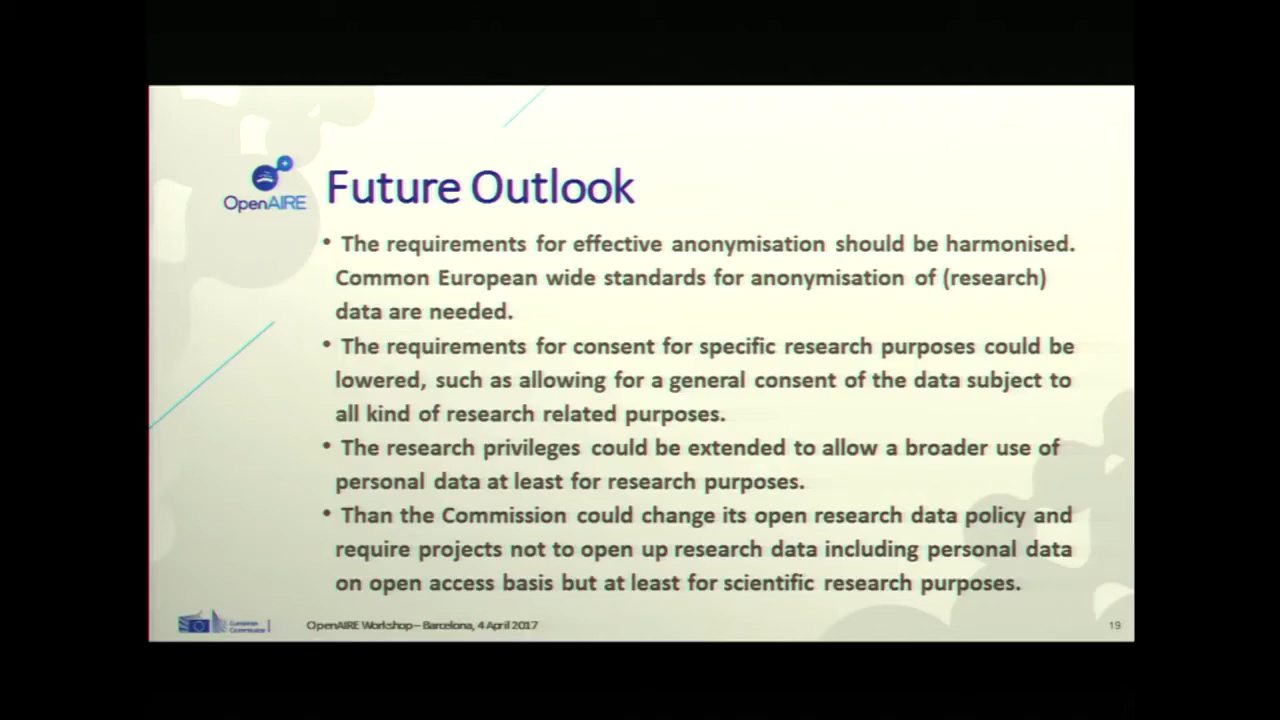 OpenAIRE
Future Outlook
• The requirements for effective anonymisation should be harmonised.
Common European wide standards for anonymisation of (research)
data are needed.
• The requirements for consent for specific research purposes could be
lowered, such as allowing for a general consent of the data subject to
all kind of research related purposes.
• The research privileges could be extended to allow a broader use of
personal data at least for research purposes.
• Than the Commission could change its open research data policy and
require projects not to open up research data including personal data
on open access basis but at least for scientific research purposes.
European
Commission
OpenAIRE Workshop – Barcelona, 4 April 2017
19